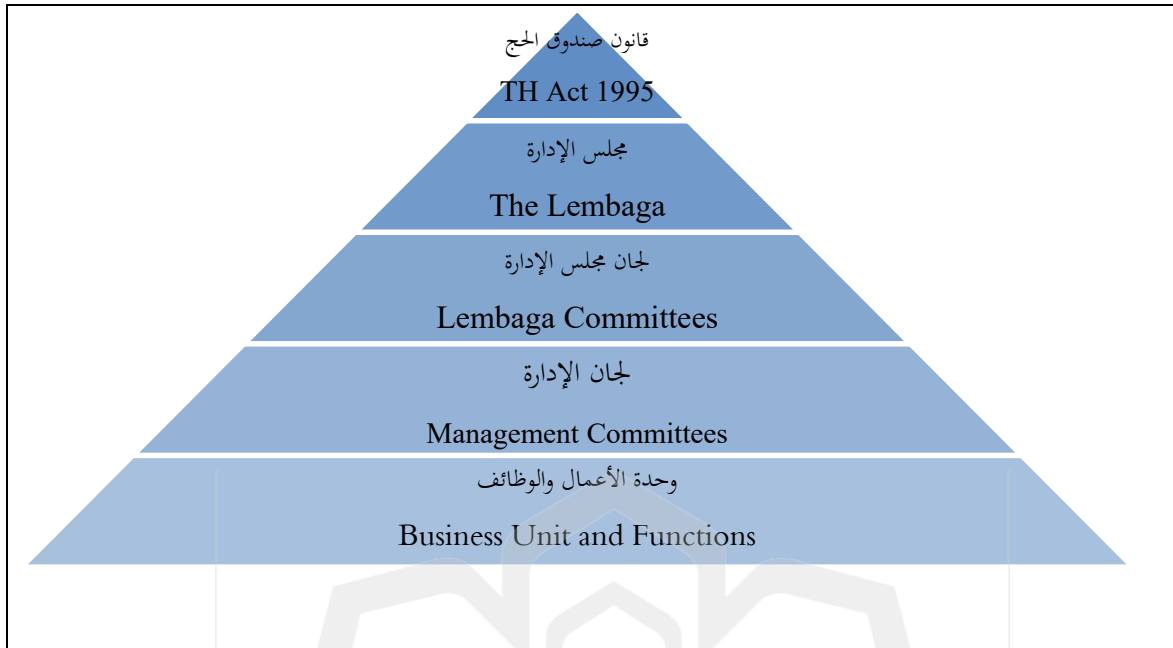 قانون صندوق الحج
TH Act 1995
مجلس الإدارة
The Lembaga
لجان مجلس الإدارة
Lembaga Committees
لجان الإدارة
Management Committees
وحدة الأعمال والوظائف
Business Unit and Functions